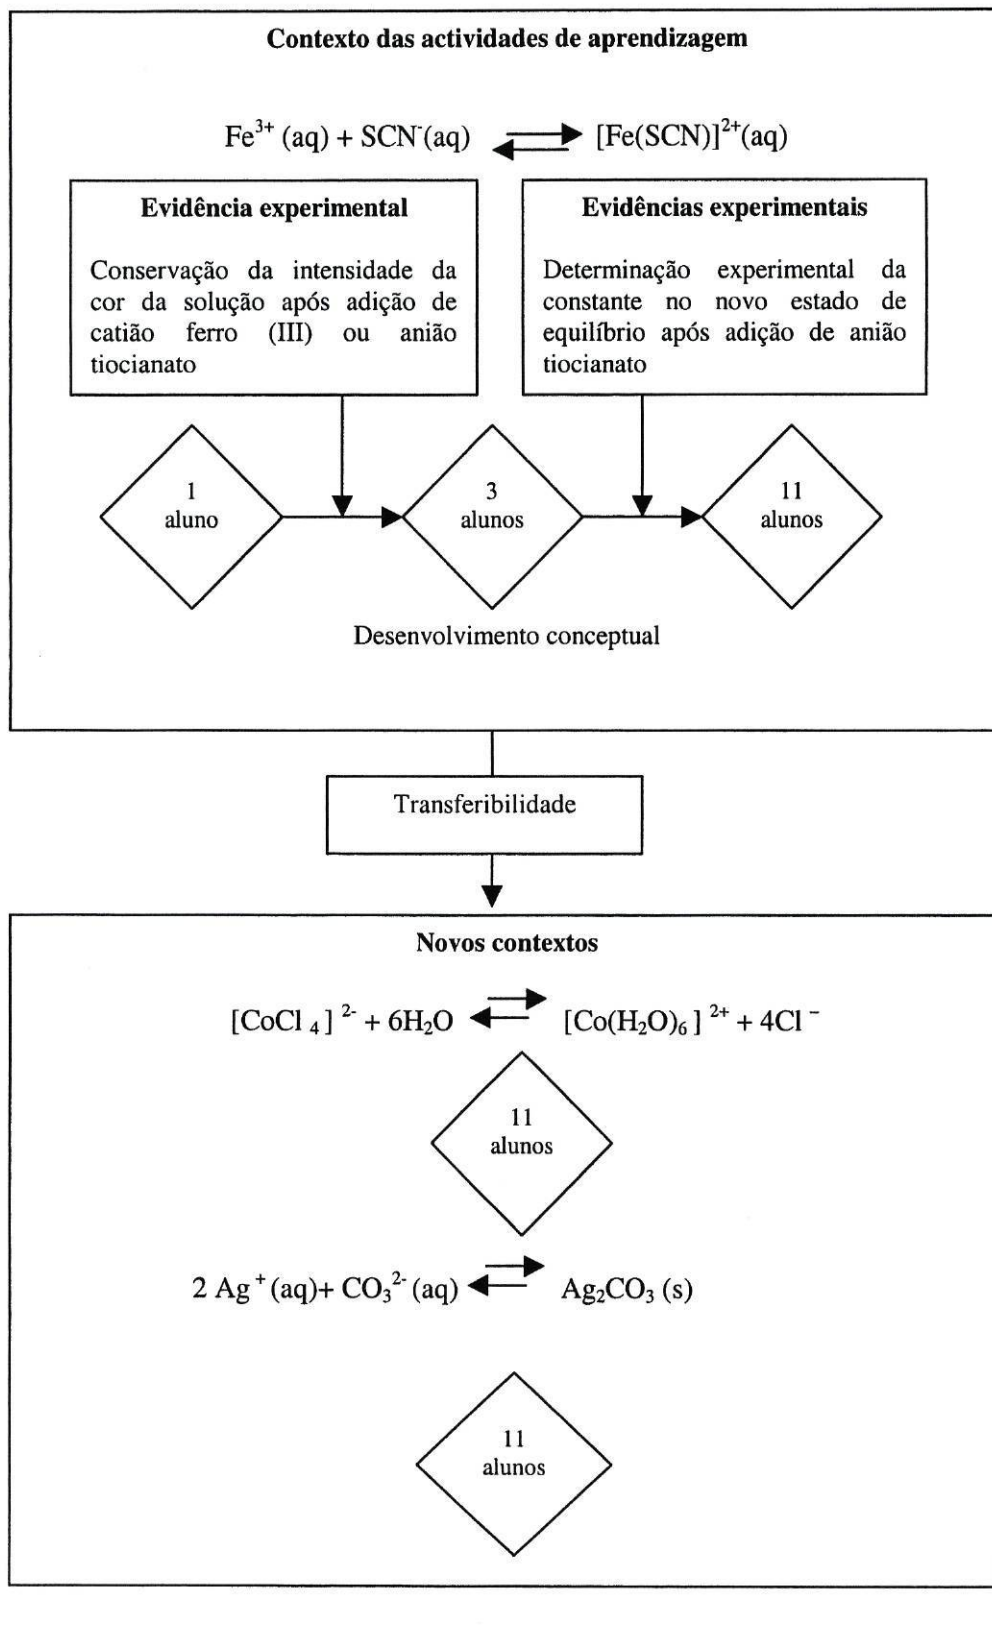 Contexto das actividades de aprendizagem
Fe³⁺ (aq) + SCN⁻(aq) ⇄ [Fe(SCN)]²⁺(aq)
Evidência experimental
Conservação da intensidade da
cor da solução após adição de
catião ferro (III) ou anião
tiocianato
Evidências experimentais
Determinação experimental da
constante no novo estado de
equilíbrio após adição de anião
tiocianato
1
aluno
3
alunos
11
alunos
Desenvolvimento conceptual
Transferibilidade
Novos contextos
[CoCl ₄] ²⁻ + 6H₂O ⇄ [Co(H₂O)₆] ²⁺ + 4Cl ⁻
11
alunos
2 Ag ⁺ (aq)+ CO₃²⁻ (aq) ⇄ Ag₂CO₃ (s)
11
alunos